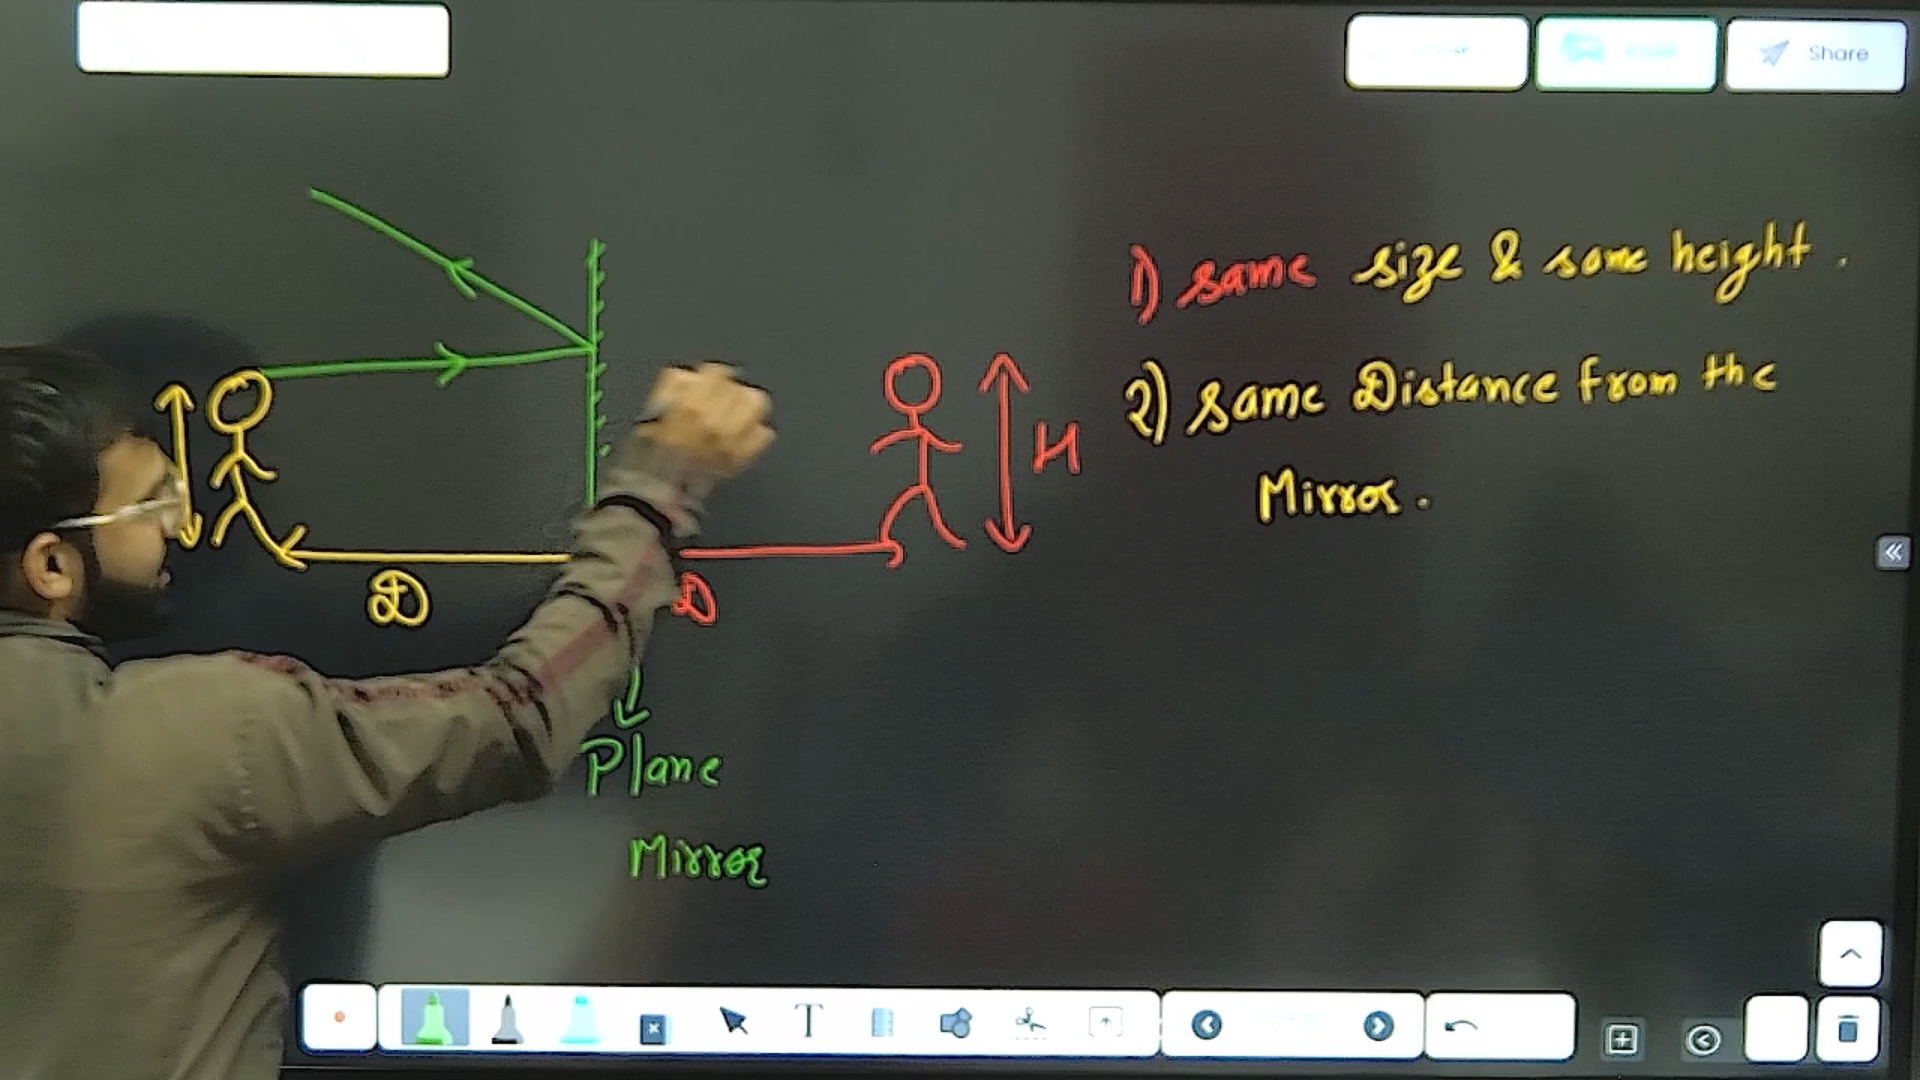 Share
1) same size & same height.
2) same Distance from the
Mirror.
H
D
D
Plane
Mirror
T